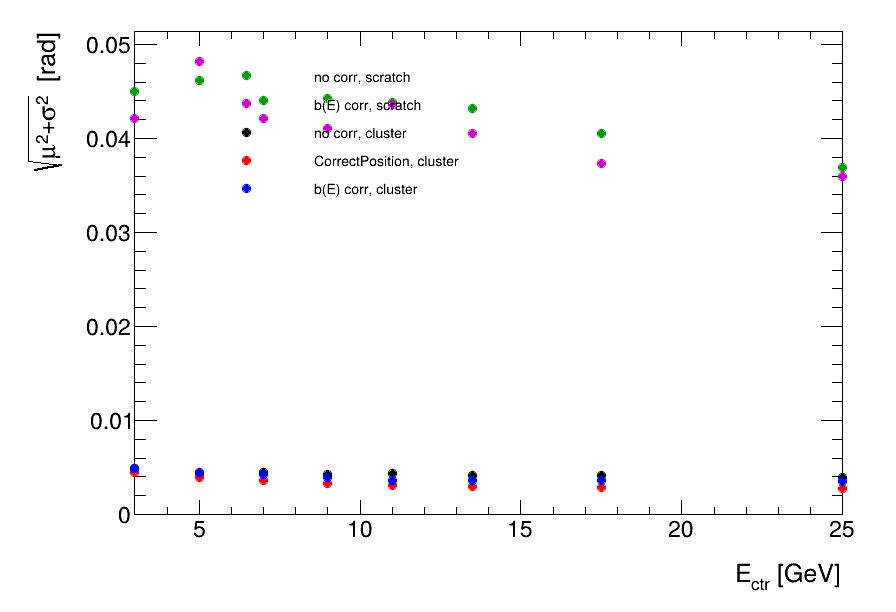 √μ²+σ² [rad]
0.05
0.04
0.03
0.02
0.01
0
no corr, scratch
b(E) corr, scratch
no corr, cluster
CorrectPosition, cluster
b(E) corr, cluster
5 10 15 20 25
E_ctr [GeV]